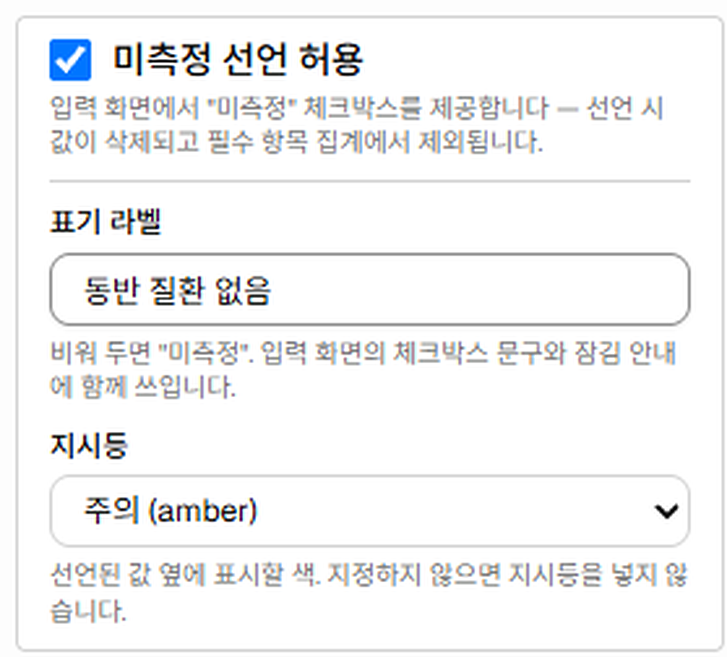 미측정 선언 허용
입력 화면에서 "미측정" 체크박스를 제공합니다 — 선언 시
값이 삭제되고 필수 항목 집계에서 제외됩니다.
표기 라벨
동반 질환 없음
비워 두면 "미측정". 입력 화면의 체크박스 문구와 잠김 안내
에 함께 쓰입니다.
지시등
주의 (amber)
선언된 값 옆에 표시할 색. 지정하지 않으면 지시등을 넣지 않
습니다.